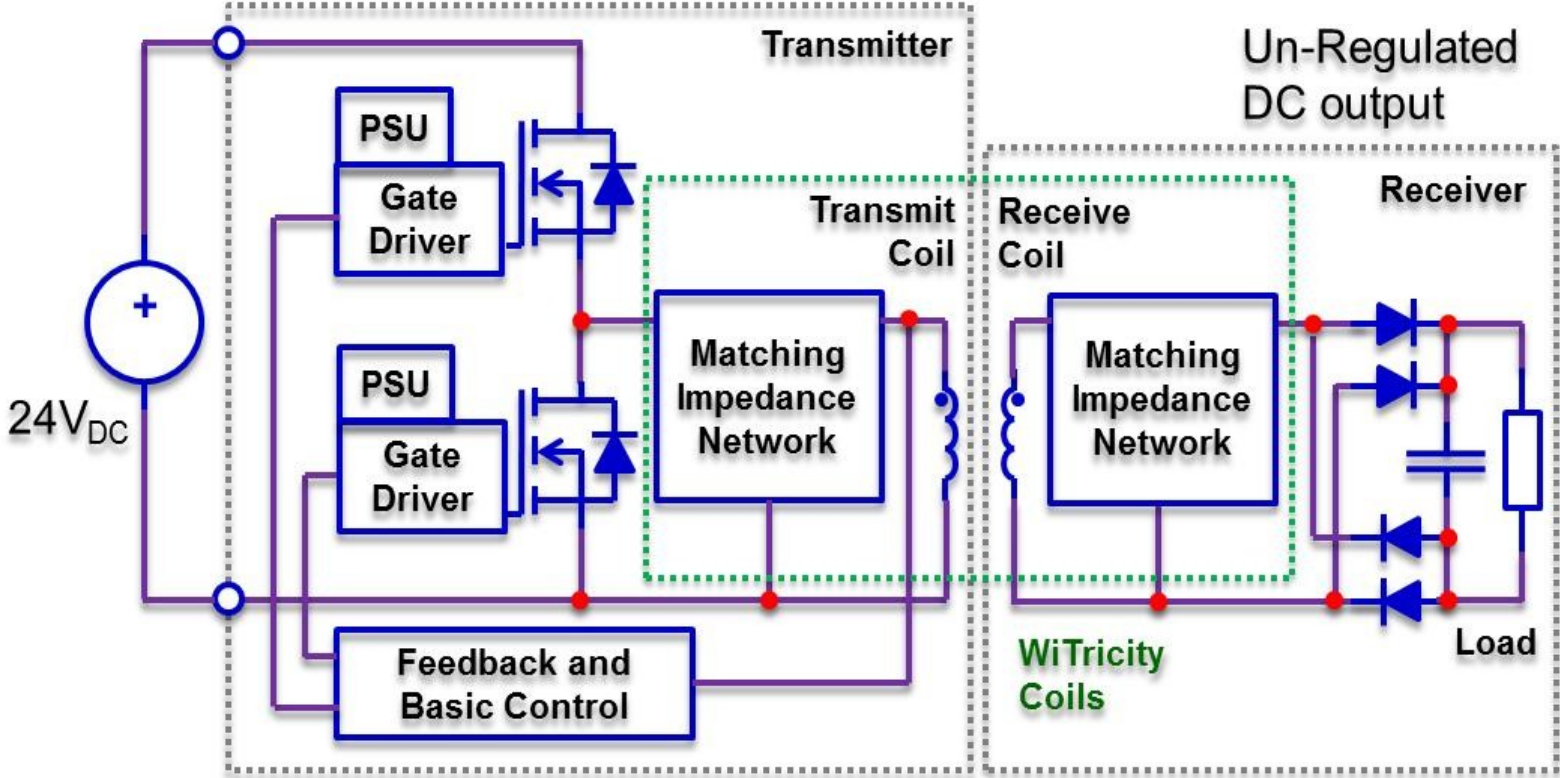 Transmitter
Un-Regulated
DC output
PSU
Gate
Driver
Transmit
Coil
Receive
Coil
Receiver
+
Matching
Impedance
Network
Matching
Impedance
Network
PSU
Gate
Driver
24VDC
Feedback and
Basic Control
WiTricity
Coils
Load